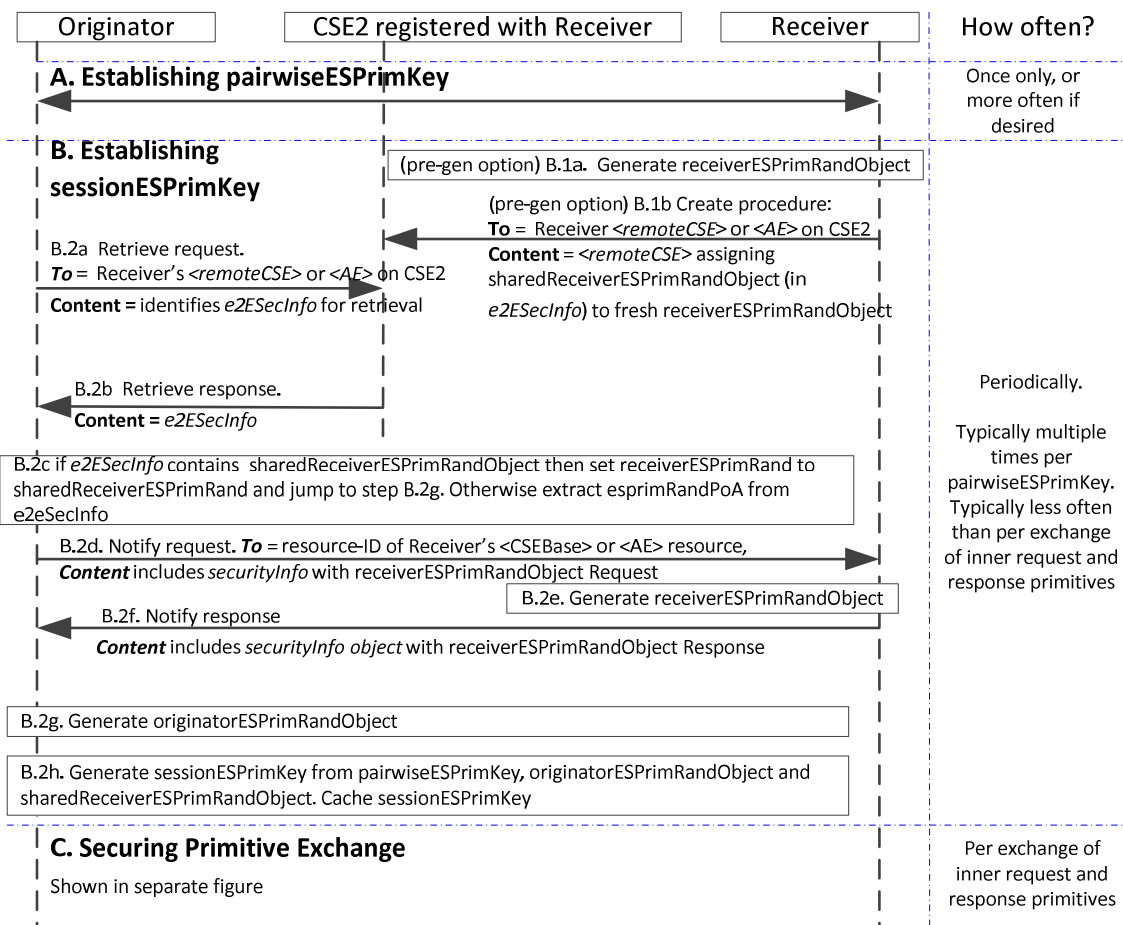 Originator
CSE2 registered with Receiver
Receiver
How often?
A. Establishing pairwiseESPrimKey
Once only, or
more often if
desired
B. Establishing
sessionESPrimKey
(pre-gen option) B.1a. Generate receiverESPrimRandObject
(pre-gen option) B.1b Create procedure:
To = Receiver <remoteCSE> or <AE> on CSE2
Content = <remoteCSE> assigning
sharedReceiverESPrimRandObject (in
e2ESecInfo) to fresh receiverESPrimRandObject
B.2a Retrieve request.
To = Receiver's <remoteCSE> or <AE> on CSE2
Content = identifies e2ESecInfo for retrieval
B.2b Retrieve response.
Content = e2ESecInfo
Periodically.
Typically multiple
times per
pairwiseESPrimKey.
Typically less often
than per exchange
of inner request and
response primitives
B.2c if e2ESecInfo contains sharedReceiverESPrimRandObject then set receiverESPrimRand to
sharedReceiverESPrimRand and jump to step B.2g. Otherwise extract esprimRandPoA from
e2eSecInfo
B.2d. Notify request. To = resource-ID of Receiver's <CSEBase> or <AE> resource,
Content includes securityInfo with receiverESPrimRandObject Request
B.2e. Generate receiverESPrimRandObject
B.2f. Notify response
Content includes securityInfo object with receiverESPrimRandObject Response
B.2g. Generate originatorESPrimRandObject
B.2h. Generate sessionESPrimKey from pairwiseESPrimKey, originatorESPrimRandObject and
sharedReceiverESPrimRandObject. Cache sessionESPrimKey
C. Securing Primitive Exchange
Shown in separate figure
Per exchange of
inner request and
response primitives